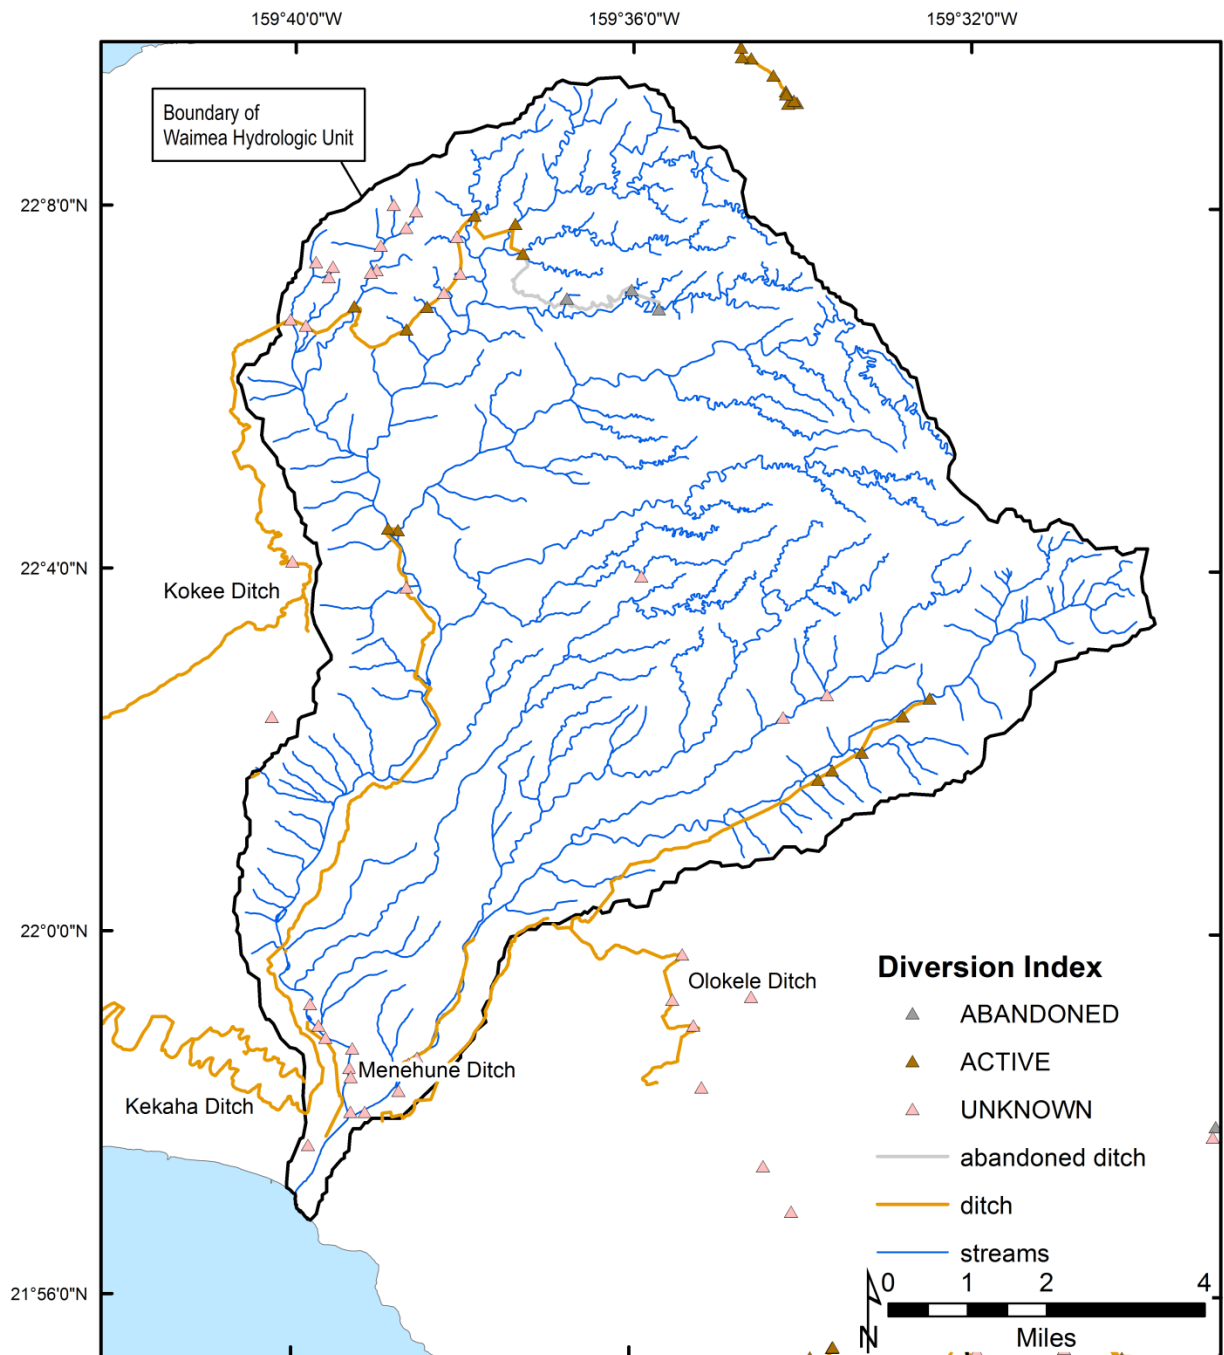 159°40'0"W
159°36'0"W
159°32'0"W
Boundary of
Waimea Hydrologic Unit
22°8'0"N
22°4'0"N
Kokee Ditch
22°0'0"N
Diversion Index
Olokele Ditch
ABANDONED
ACTIVE
Menehune Ditch
Kekaha Ditch
UNKNOWN
abandoned ditch
ditch
streams
21°56'0"N
0 1 2 4
N
Miles